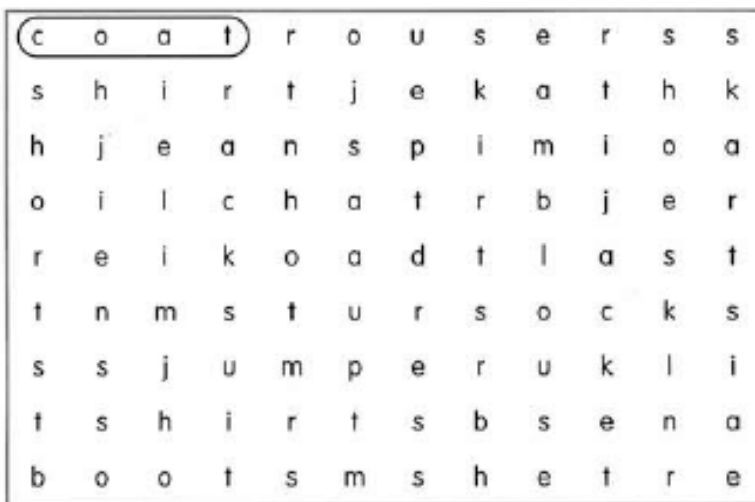 c o a t r o u s e r s s
s h i r t j e k a t h k
h j e a n s p i m i o a
o i l c h a t r b j e r
r e i k o a d t l a s t
t n m s t u r s o c k s
s s j u m p e r u k l i
t s h i r t s b s e n a
b o o t s m s h e t r e